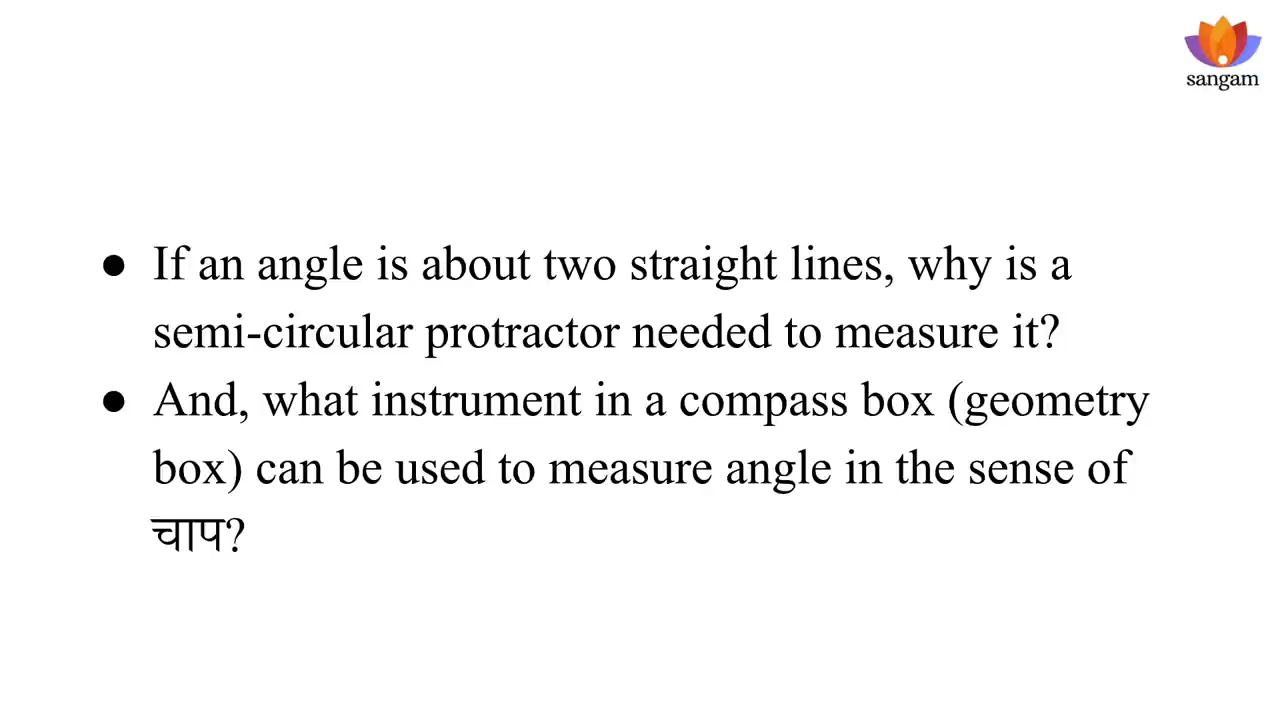 sangam
● If an angle is about two straight lines, why is a
semi-circular protractor needed to measure it?
● And, what instrument in a compass box (geometry
box) can be used to measure angle in the sense of
चाप?